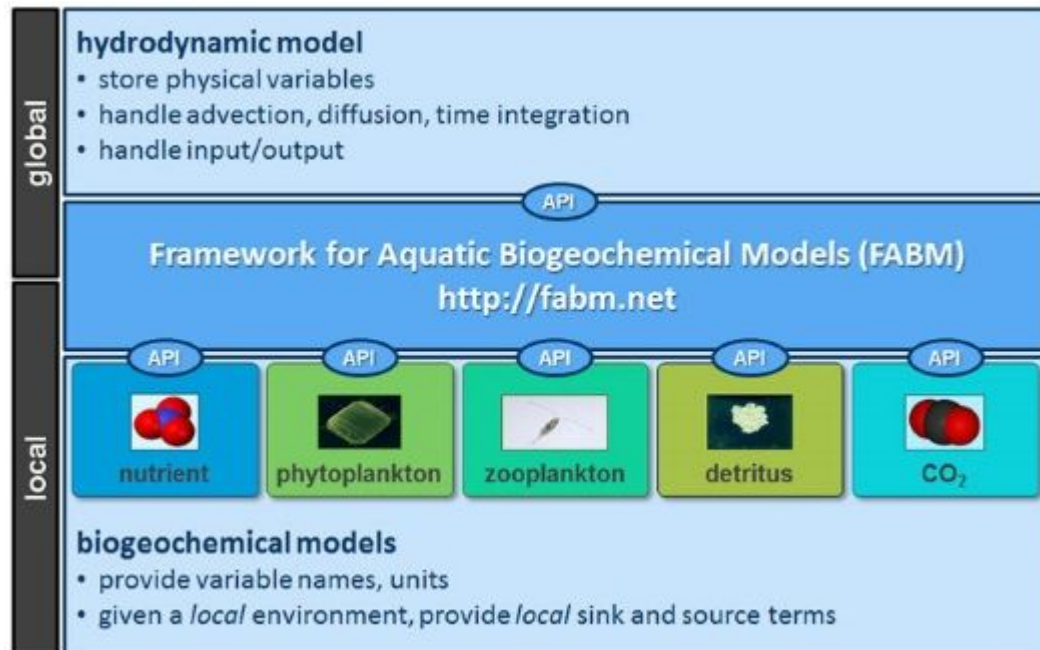 global
hydrodynamic model
• store physical variables
• handle advection, diffusion, time integration
• handle input/output
API
Framework for Aquatic Biogeochemical Models (FABM)
http://fabm.net
local
API API API API API
nutrient phytoplankton zooplankton detritus CO₂
biogeochemical models
• provide variable names, units
• given a local environment, provide local sink and source terms